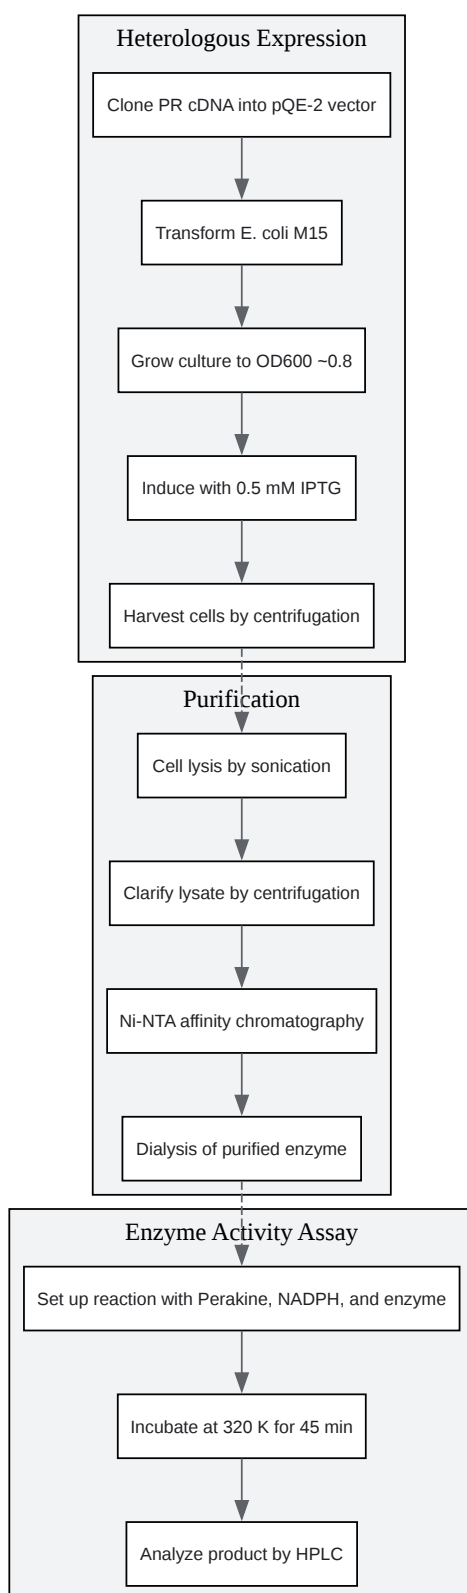 Heterologous Expression
Clone PR cDNA into pQE-2 vector
Transform E. coli M15
Grow culture to OD600 ~0.8
Induce with 0.5 mM IPTG
Harvest cells by centrifugation
Purification
Cell lysis by sonication
Clarify lysate by centrifugation
Ni-NTA affinity chromatography
Dialysis of purified enzyme
Enzyme Activity Assay
Set up reaction with Perakine, NADPH, and enzyme
Incubate at 320 K for 45 min
Analyze product by HPLC